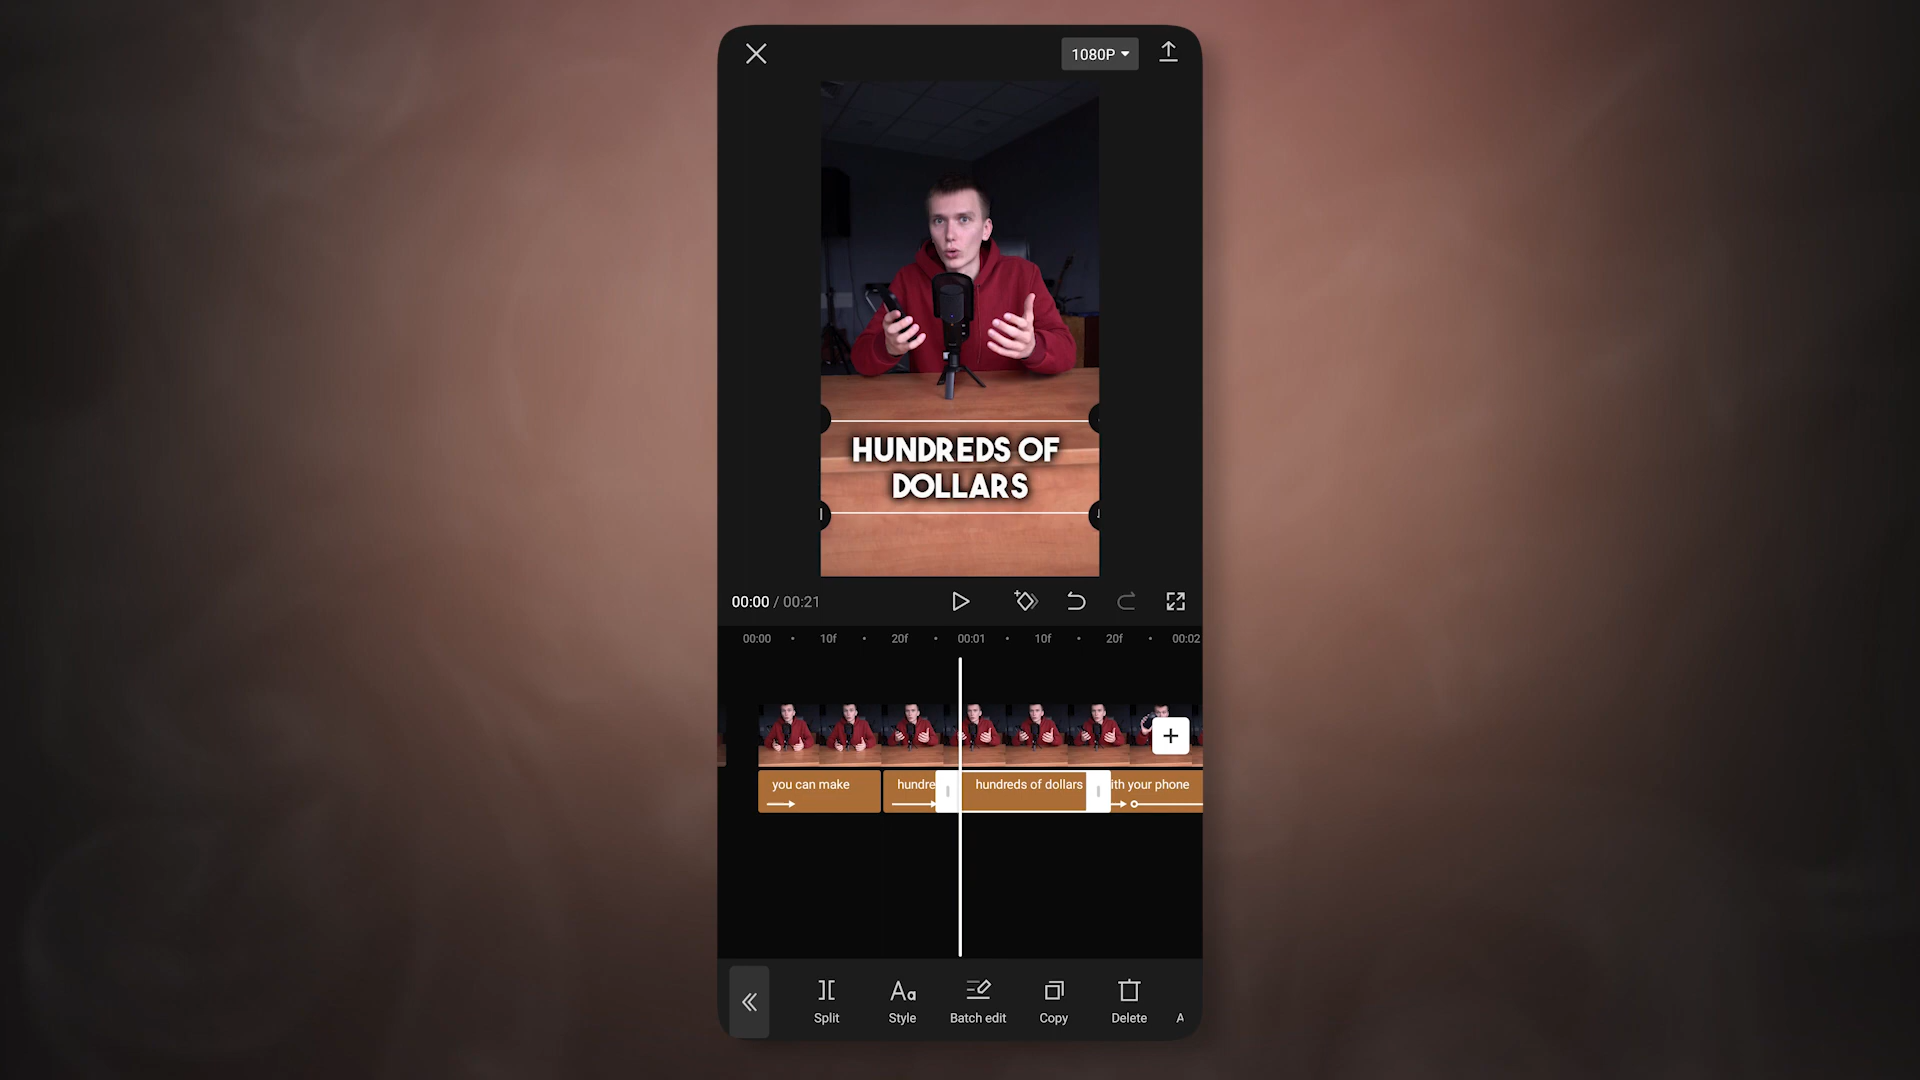 1080P
HUNDREDS OF
DOLLARS
00:00 / 00:21
00:00 10f 20f 00:01 10f 20f 00:02
you can make hundre hundreds of dollars ith your phone
Split Style Batch edit Copy Delete A